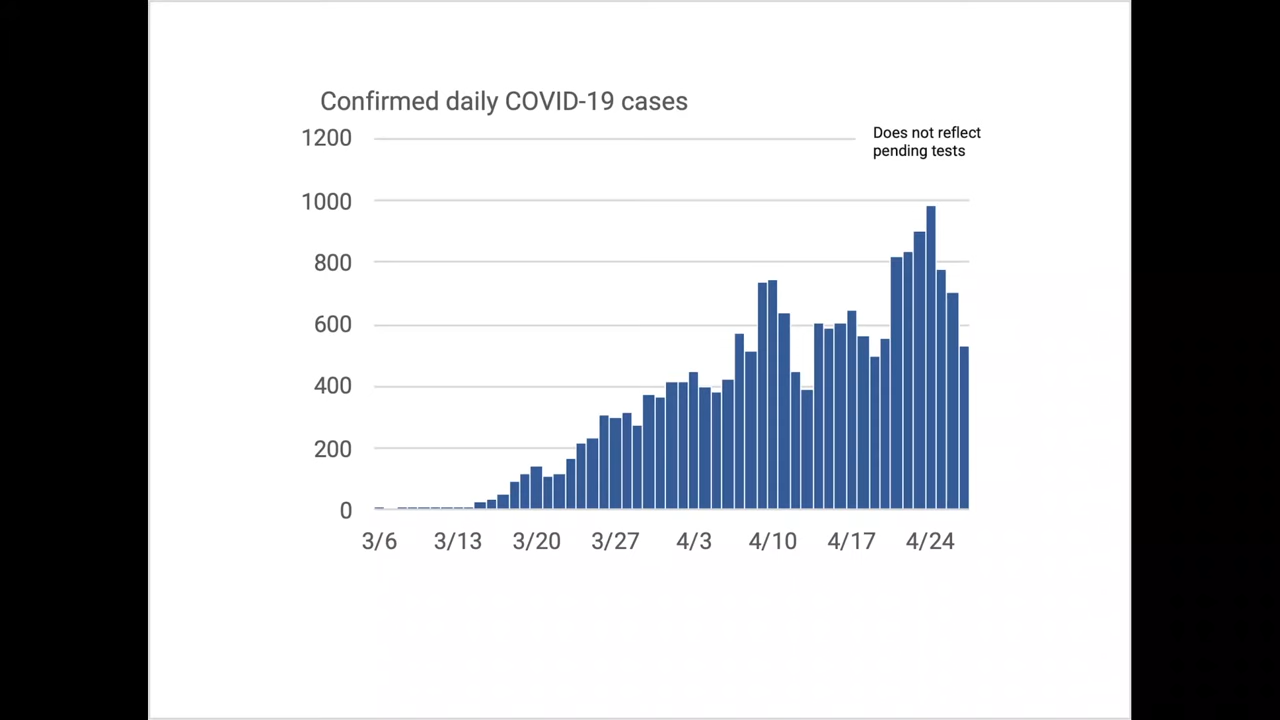 Confirmed daily COVID-19 cases
Does not reflect
pending tests
1200
1000
800
600
400
200
0
3/6 3/13 3/20 3/27 4/3 4/10 4/17 4/24